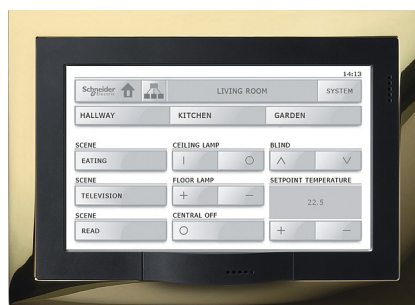 14:13
Schneider Electric LIVING ROOM SYSTEM
HALLWAY KITCHEN GARDEN
SCENE CEILING LAMP BLIND
EATING | O ∧ ∨
SCENE FLOOR LAMP SETPOINT TEMPERATURE
TELEVISION + − 22.5
SCENE CENTRAL OFF
READ O + −